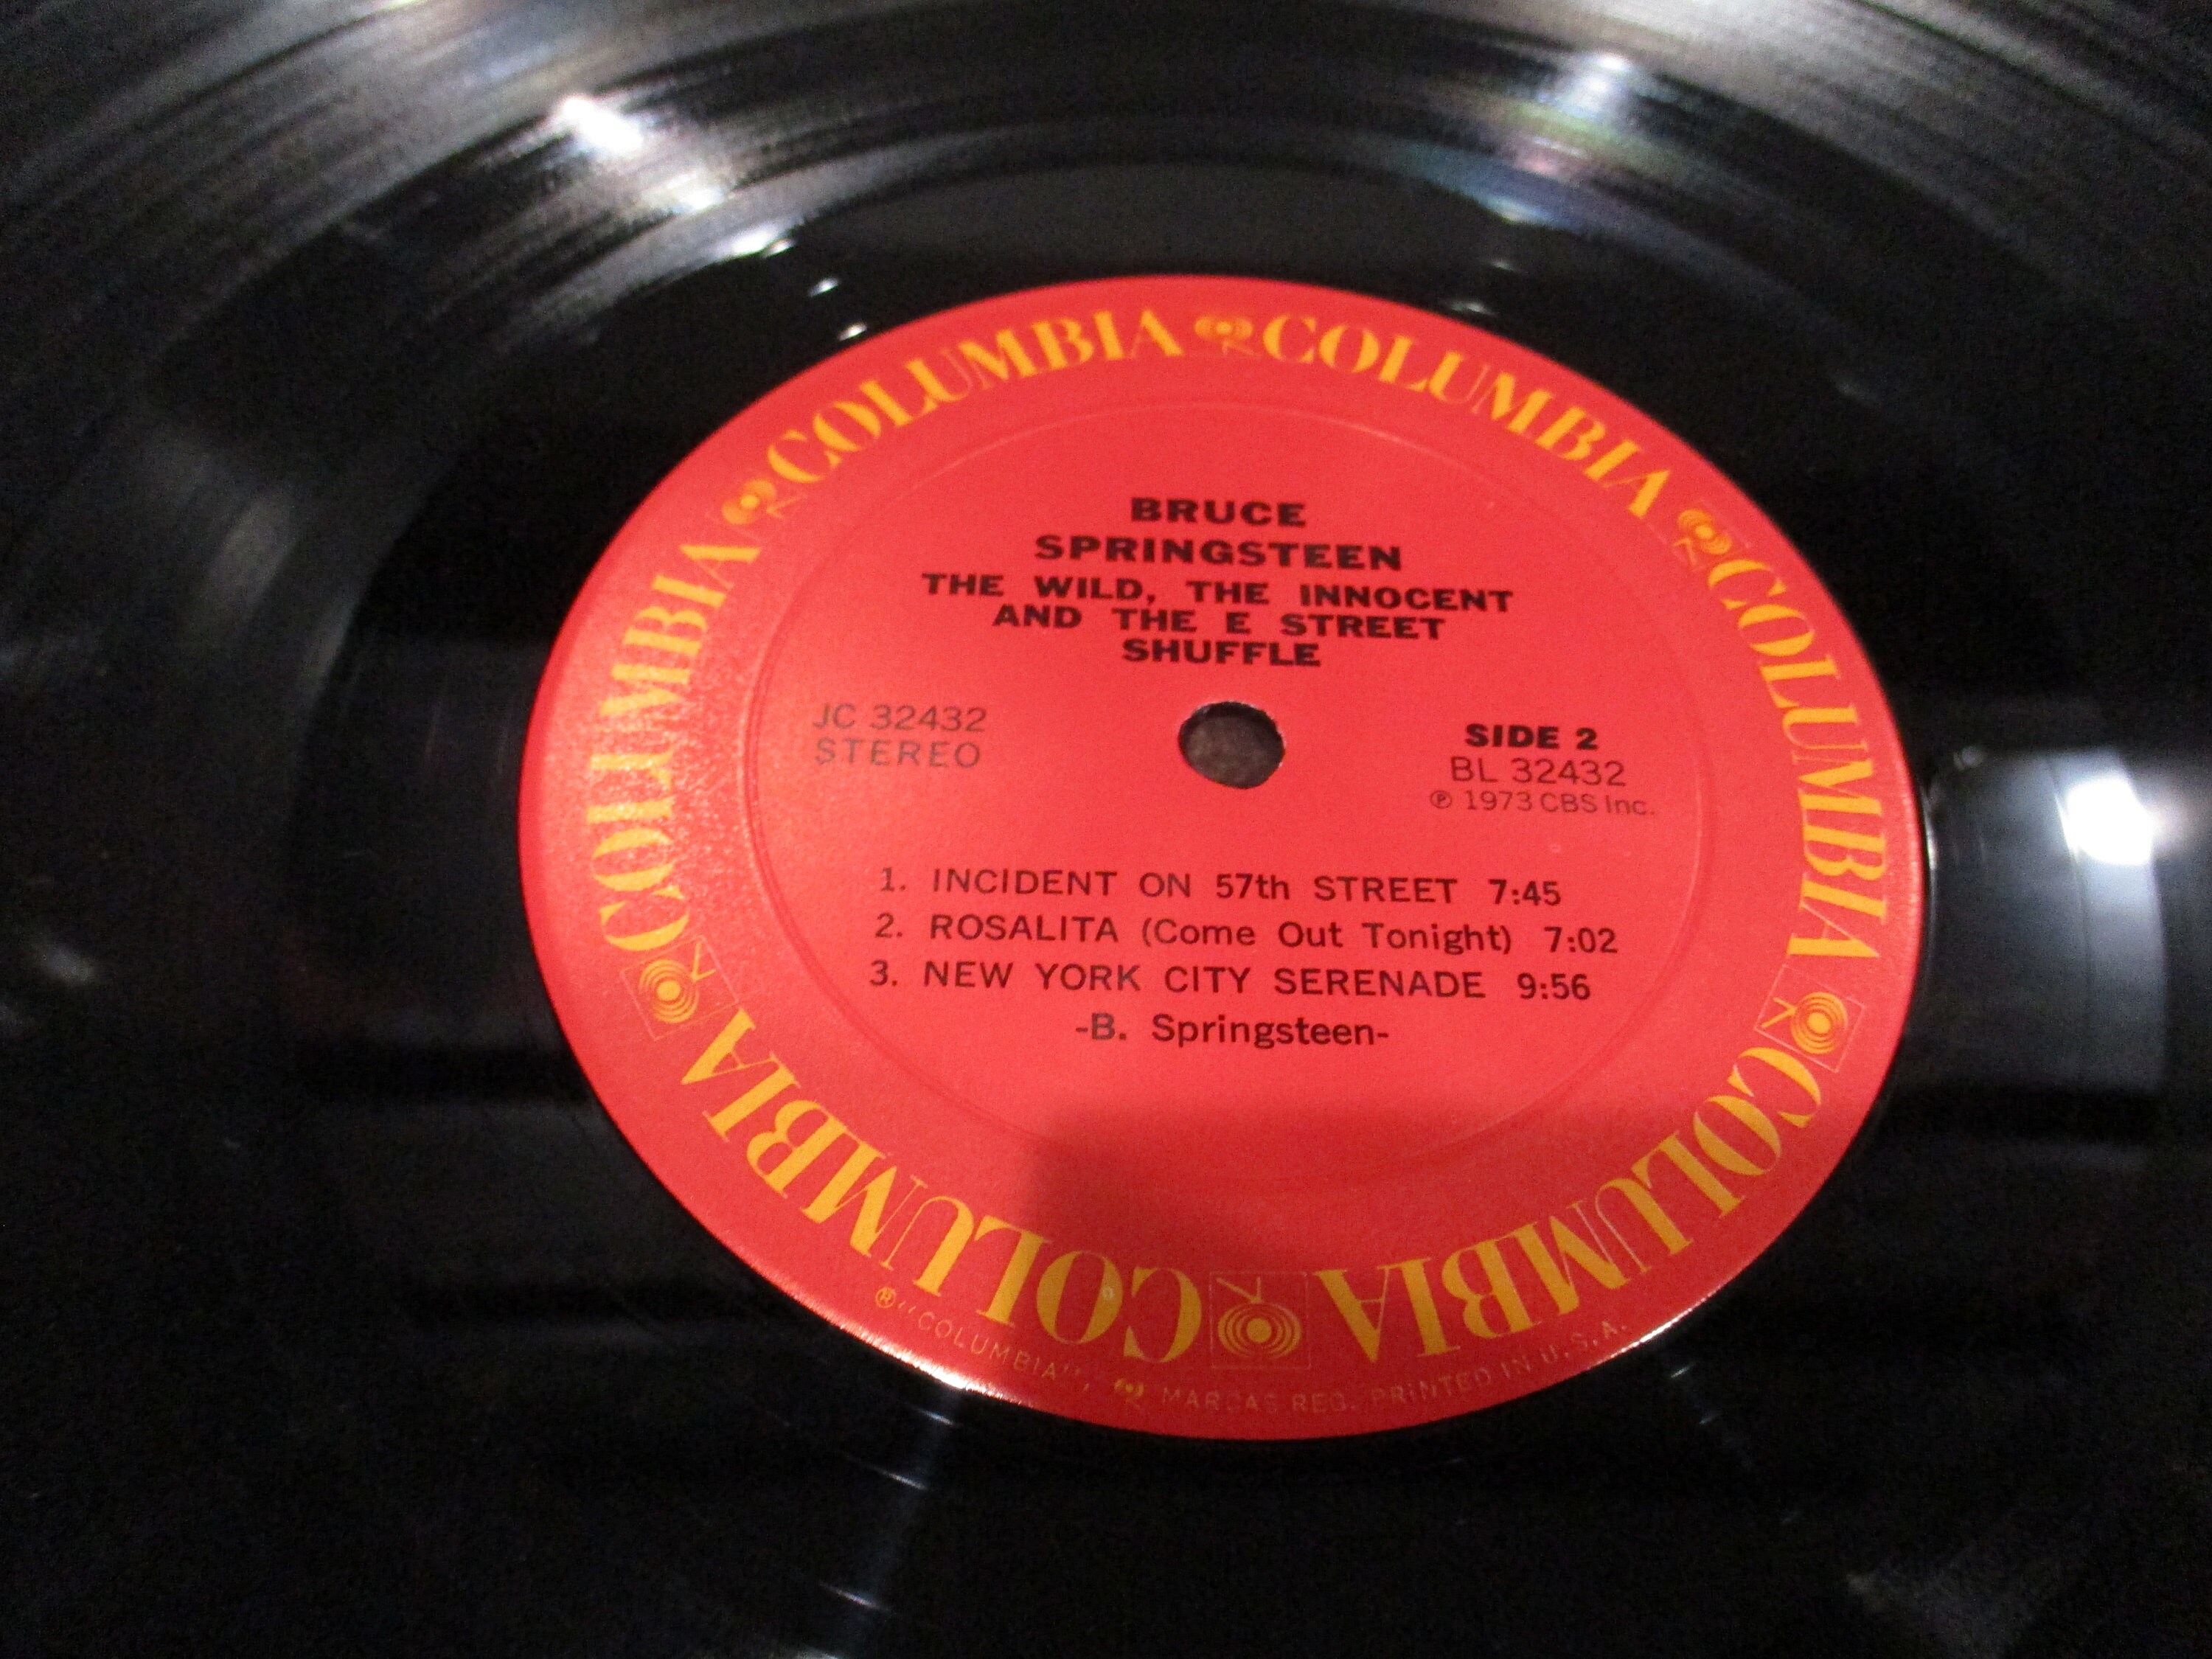 COLUMBIA COLUMBIA COLUMBIA COLUMBIA COLUMBIA COLUMBIA
BRUCE
SPRINGSTEEN
THE WILD, THE INNOCENT
AND THE E STREET
SHUFFLE
JC 32432
STEREO
SIDE 2
BL 32432
℗ 1973 CBS Inc.
1. INCIDENT ON 57th STREET 7:45
2. ROSALITA (Come Out Tonight) 7:02
3. NEW YORK CITY SERENADE 9:56
-B. Springsteen-
® "COLUMBIA", MARCAS REG. PRINTED IN U.S.A.